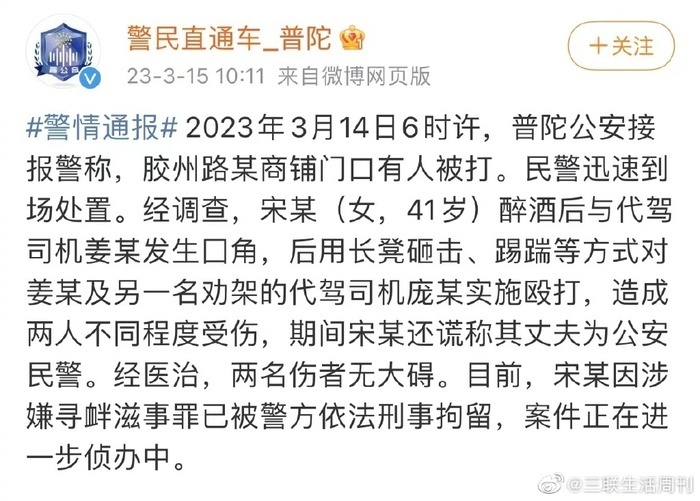 警民直通车_普陀
+关注
23-3-15 10:11 来自微博网页版
#警情通报# 2023年3月14日6时许，普陀公安接
报警称，胶州路某商铺门口有人被打。民警迅速到
场处置。经调查，宋某（女，41岁）醉酒后与代驾
司机姜某发生囗角，后用长凳砸击、踢踹等方式对
姜某及另一名劝架的代驾司机庞某实施殴打，造成
两人不同程度受伤，期间宋某还谎称其丈夫为公安
民警。经医治，两名伤者无大碍。目前，宋某因涉
嫌寻衅滋事罪已被警方依法刑事拘留，案件正在进
一步侦办中。
@三联生活周刊